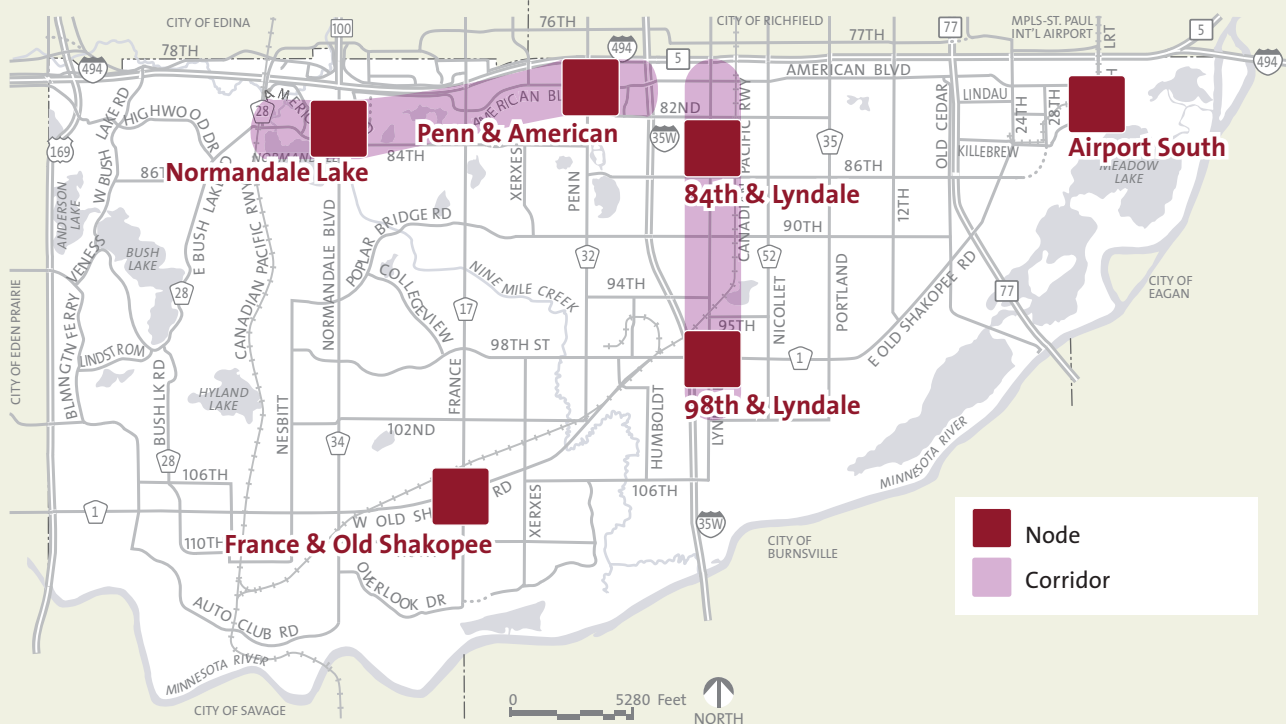 CITY OF EDINA
100
76TH
CITY OF RICHFIELD
77
MPLS-ST. PAUL
INT'L AIRPORT
LRT
5
78TH
494
494
5
77TH
494
AMERICAN BLVD
28
82ND
LINDAU
24TH
28TH
HIGHWOOD DR
W BUSH LAKE RD
Penn & American
35W
35
OLD CEDAR
Airport South
169
84TH
KILLEBREW
Normandale Lake
86TH
MEADOW
LAKE
XERXES
PENN
84th & Lyndale
12TH
ANDERSON
LAKE
E BUSH LAKE RD
CANADIAN PACIFIC RWY
NORMANDALE BLVD
POPLAR BRIDGE RD
CANADIAN PACIFIC RWY
90TH
BUSH
LAKE
32
52
COLLEGEVIEW
NINE MILE CREEK
94TH
NICOLLET
PORTLAND
E OLD SHAKOPEE RD
77
CITY OF
EAGAN
28
17
95TH
CITY OF EDEN PRAIRIE
BLMNGTN FERRY
VENESS
LINDSTROM
98TH ST
1
BUSH LK RD
HYLAND
LAKE
NESBITT
FRANCE
HUMBOLDT
98th & Lyndale
102ND
34
28
106TH
MINNESOTA RIVER
1
RD
XERXES
106TH
35W
110TH
France & Old Shakopee
CITY OF
BURNSVILLE
Node
Corridor
OVERLOOK DR
AUTO CLUB RD
MINNESOTA RIVER
CITY OF SAVAGE
0
5280 Feet
NORTH